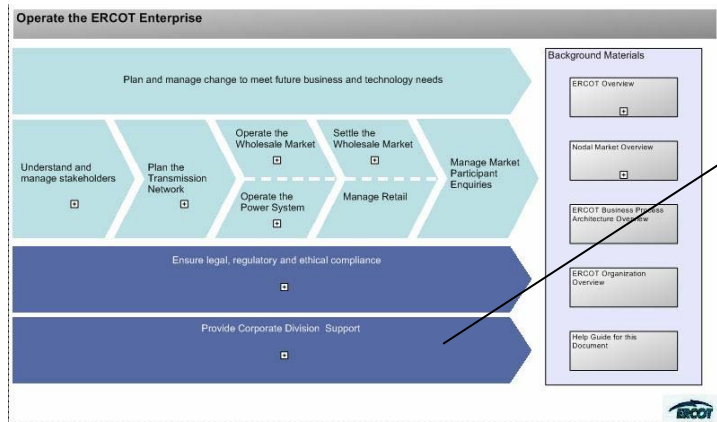 Operate the ERCOT Enterprise
Plan and manage change to meet future business and technology needs
Understand and
manage stakeholders
Plan the
Transmission
Network
Operate the
Wholesale Market
Operate the
Power System
Settle the
Wholesale Market
Manage Retail
Manage Market
Participant
Enquiries
Ensure legal, regulatory and ethical compliance
Provide Corporate Division Support
Background Materials
ERCOT Overview
Nodal Market Overview
ERCOT Business Process
Architecture Overview
ERCOT Organization
Overview
Help Guide for this
Document
ERCOT